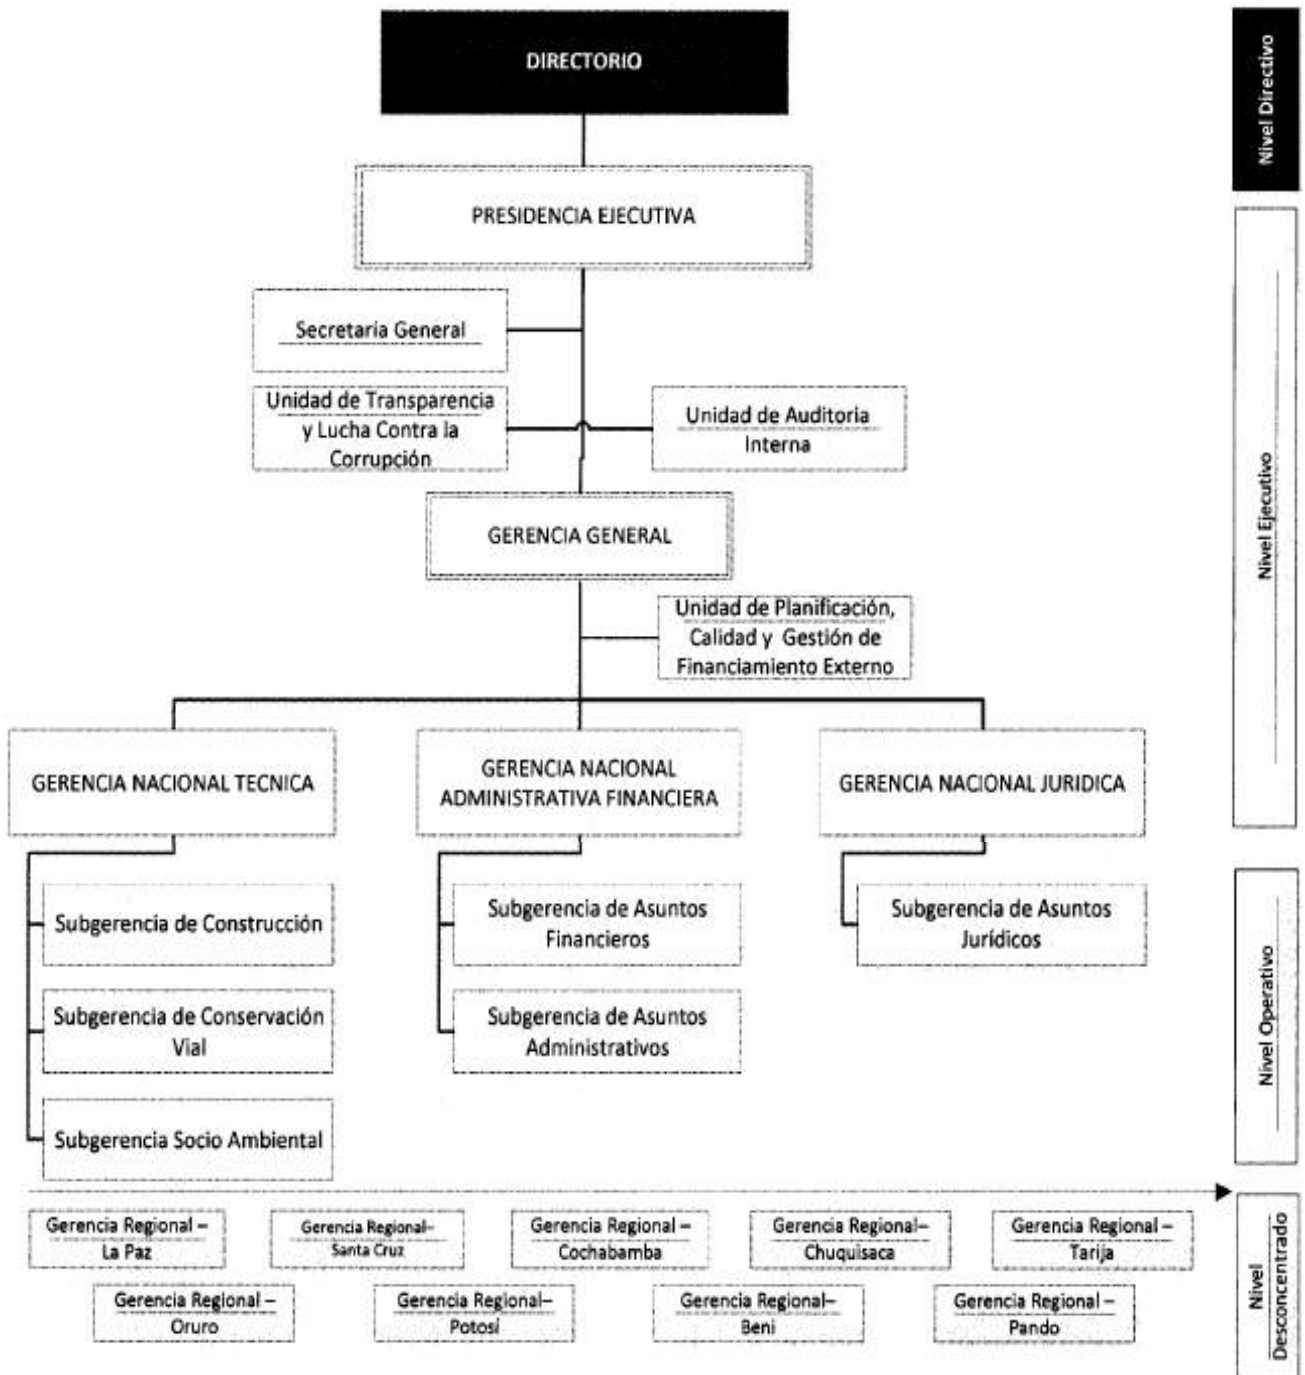 DIRECTORIO
Nivel Directivo
PRESIDENCIA EJECUTIVA
Secretaria General
Unidad de Transparencia
y Lucha Contra la
Corrupción
Unidad de Auditoria
Interna
GERENCIA GENERAL
Unidad de Planificación,
Calidad y Gestión de
Financiamiento Externo
Nivel Ejecutivo
GERENCIA NACIONAL TECNICA
GERENCIA NACIONAL
ADMINISTRATIVA FINANCIERA
GERENCIA NACIONAL JURIDICA
Subgerencia de Construcción
Subgerencia de Conservación
Vial
Subgerencia Socio Ambiental
Subgerencia de Asuntos
Financieros
Subgerencia de Asuntos
Administrativos
Subgerencia de Asuntos
Jurídicos
Nivel Operativo
Gerencia Regional –
La Paz
Gerencia Regional–
Santa Cruz
Gerencia Regional –
Cochabamba
Gerencia Regional–
Chuquisaca
Gerencia Regional –
Tarija
Gerencia Regional –
Oruro
Gerencia Regional–
Potosí
Gerencia Regional–
Beni
Gerencia Regional –
Pando
Nivel
Desconcentrado